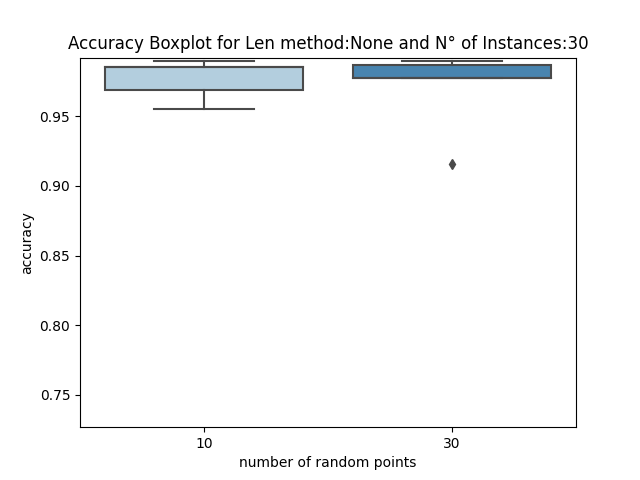 Accuracy Boxplot for Len method:None and N° of Instances:30
0.95
0.90
0.85
0.80
0.75
accuracy
10
30
number of random points